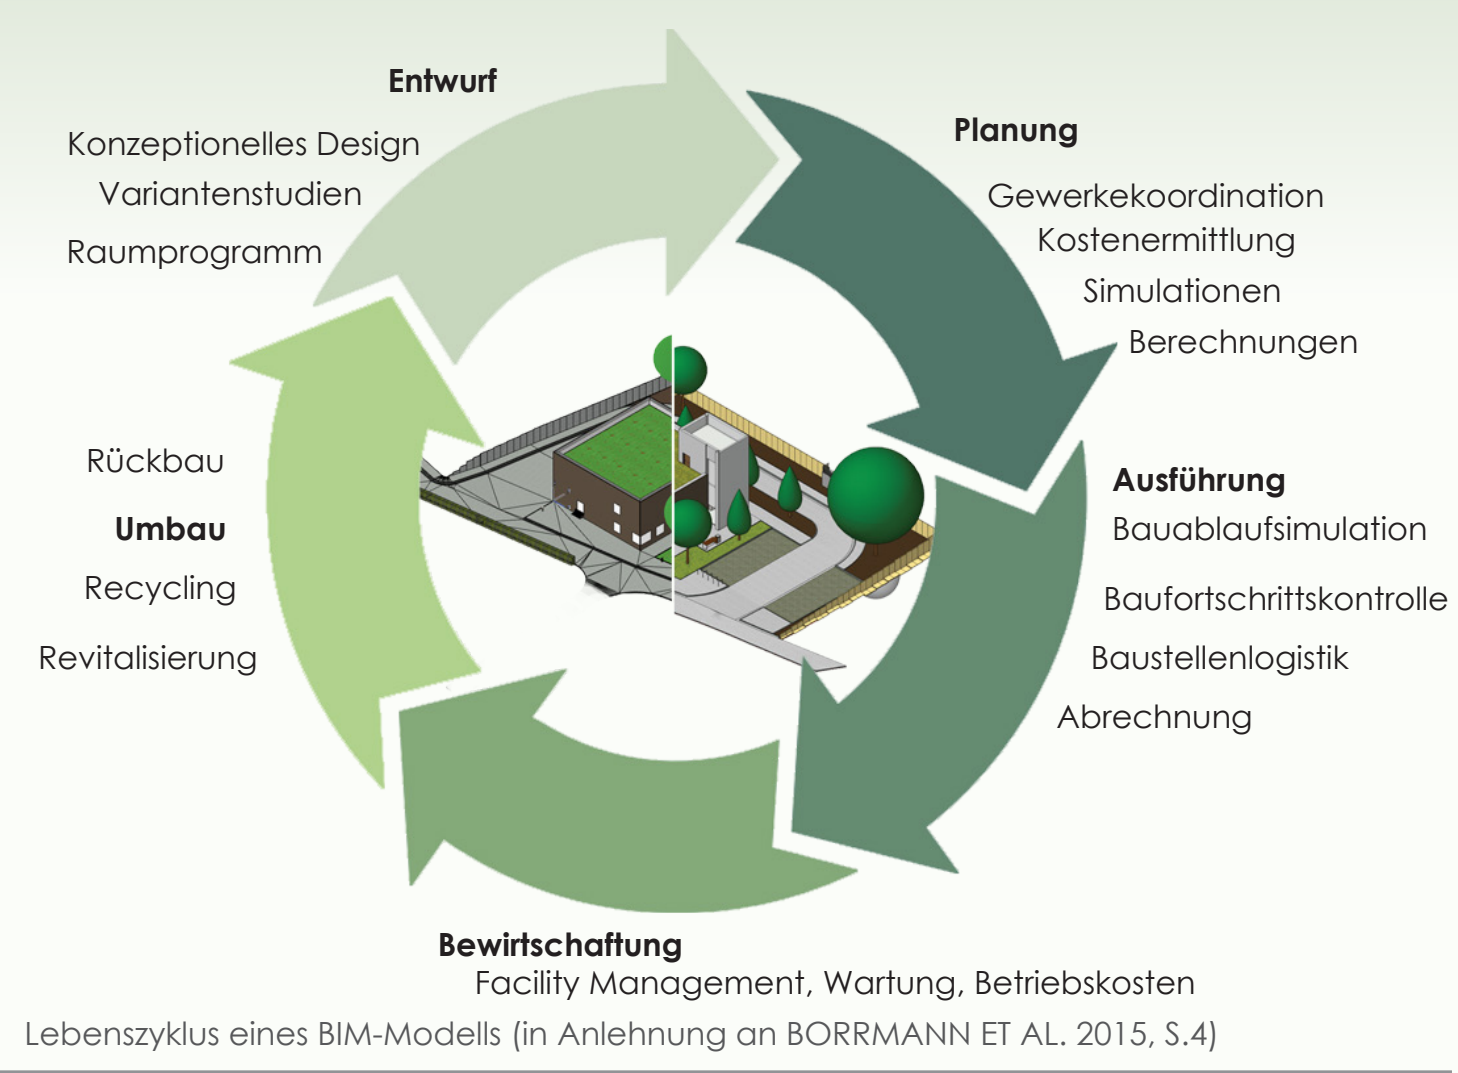 Entwurf
Konzeptionelles Design
Variantenstudien
Raumprogramm
Planung
Gewerkekoordination
Kostenermittlung
Simulationen
Berechnungen
Ausführung
Bauablaufsimulation
Baufortschrittskontrolle
Baustellenlogistik
Abrechnung
Bewirtschaftung
Facility Management, Wartung, Betriebskosten
Rückbau
Umbau
Recycling
Revitalisierung
Lebenszyklus eines BIM-Modells (in Anlehnung an BORRMANN ET AL. 2015, S.4)